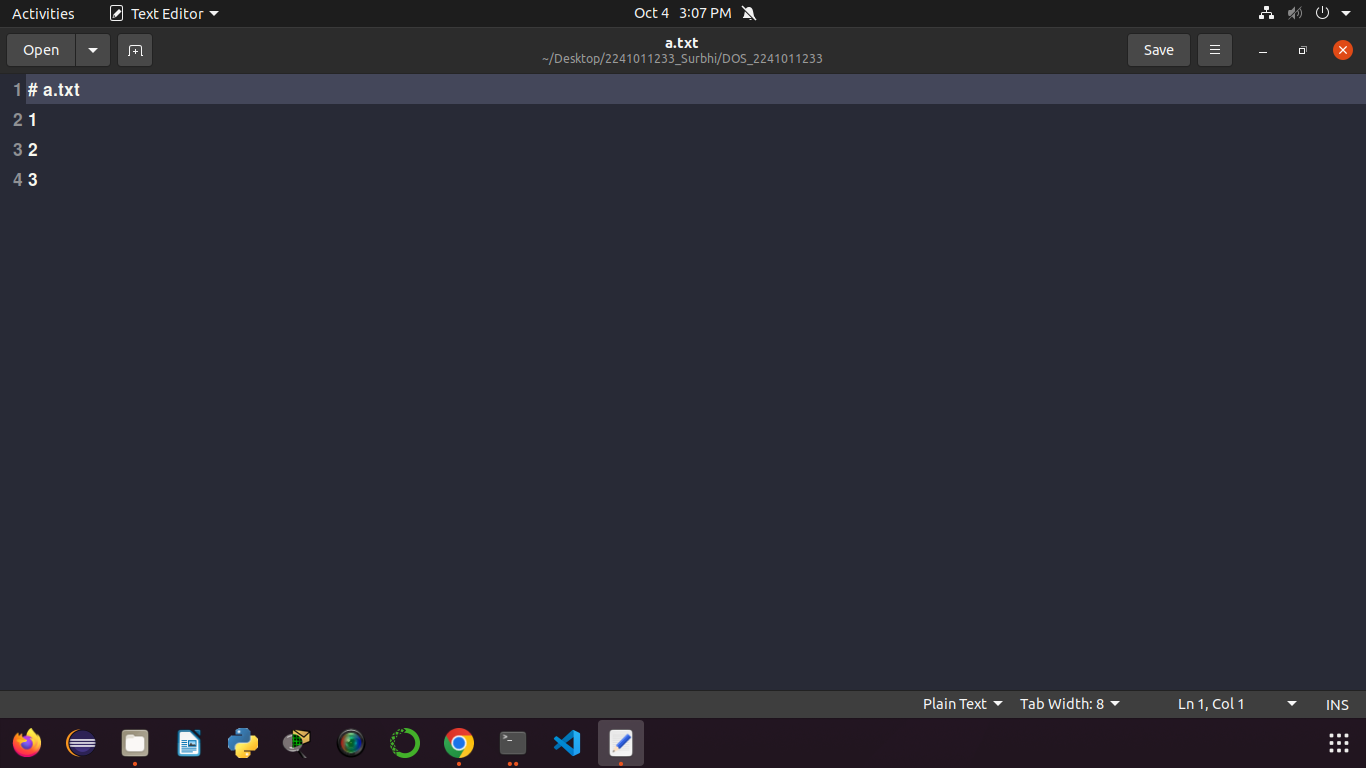 Activities Text Editor Oct 4 3:07 PM
Open a.txt Save
~/Desktop/2241011233_Surbhi/DOS_2241011233
1 # a.txt
2 1
3 2
4 3
Plain Text Tab Width: 8 Ln 1, Col 1 INS